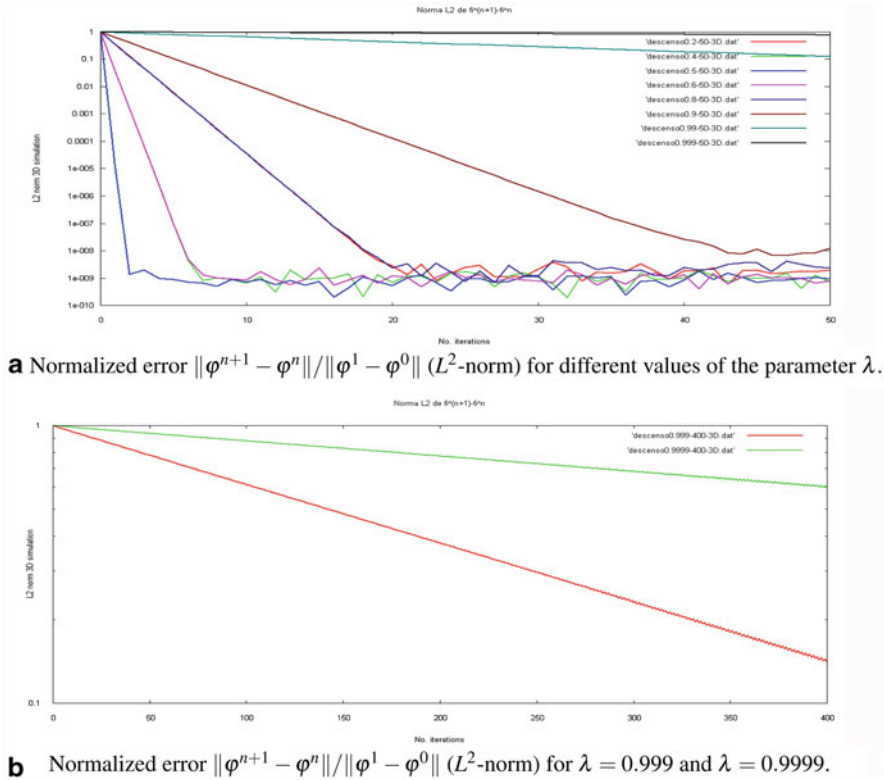 Norma L2 de fi^(n+1)-fi^n
1
0.1
0.01
0.001
0.0001
1e-005
1e-006
1e-007
1e-008
1e-009
1e-010
L2 norm 3D simulation
'descenso0.2-50-3D.dat'
'descenso0.4-50-3D.dat'
'descenso0.5-50-3D.dat'
'descenso0.6-50-3D.dat'
'descenso0.8-50-3D.dat'
'descenso0.9-50-3D.dat'
'descenso0.99-50-3D.dat'
'descenso0.999-50-3D.dat'
0 10 20 30 40 50
No. iterations
a Normalized error ∥φⁿ⁺¹ − φⁿ∥/∥φ¹ − φ⁰∥ (L²-norm) for different values of the parameter λ.
Norma L2 de fi^(n+1)-fi^n
1
0.1
L2 norm 3D simulation
'descenso0.999-400-3D.dat'
'descenso0.9999-400-3D.dat'
0 50 100 150 200 250 300 350 400
No. iterations
b Normalized error ∥φⁿ⁺¹ − φⁿ∥/∥φ¹ − φ⁰∥ (L²-norm) for λ = 0.999 and λ = 0.9999.